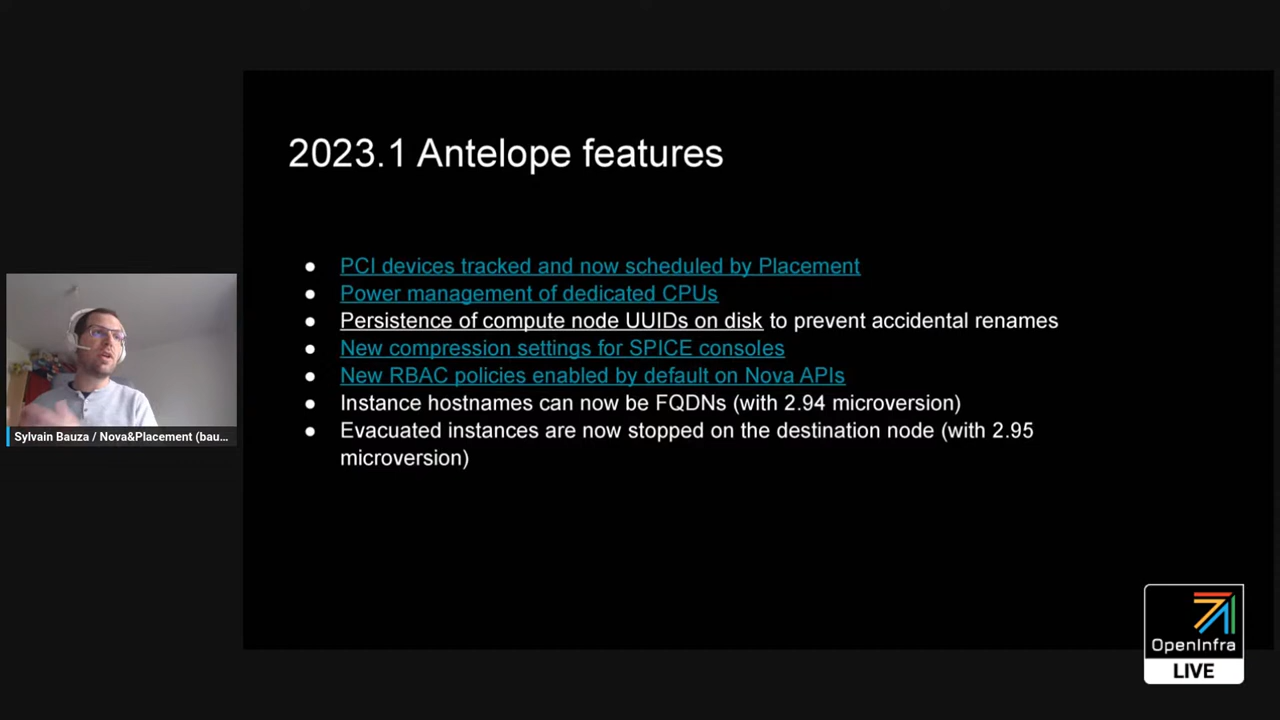 2023.1 Antelope features
● PCI devices tracked and now scheduled by Placement
● Power management of dedicated CPUs
● Persistence of compute node UUIDs on disk to prevent accidental renames
● New compression settings for SPICE consoles
● New RBAC policies enabled by default on Nova APIs
● Instance hostnames can now be FQDNs (with 2.94 microversion)
● Evacuated instances are now stopped on the destination node (with 2.95
microversion)
Sylvain Bauza / Nova&Placement (bau...
OpenInfra
LIVE